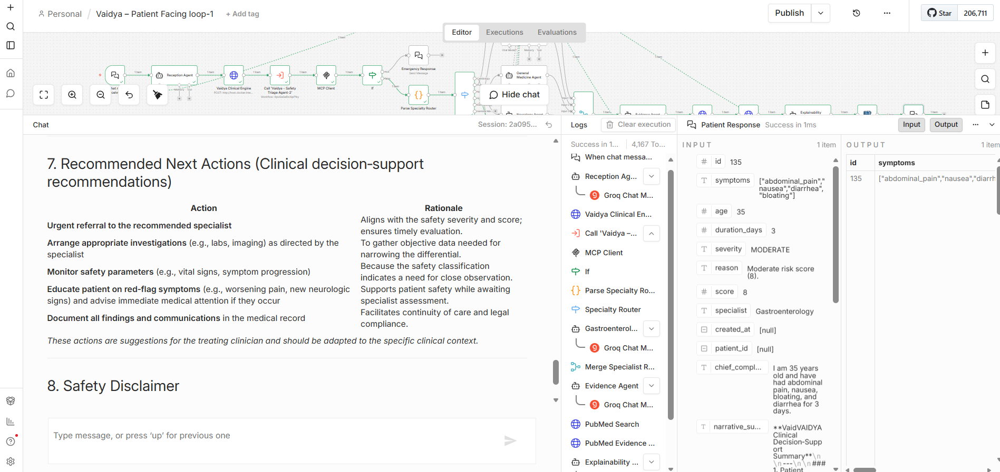 Personal / Vaidya – Patient Facing loop-1 + Add tag
Publish
Star 206,711
Editor Executions Evaluations
1 item
Reception Agent
Vaidya Clinical Engine
Call 'Vaidya – Safety
Triage Agent-2'
MCP Client
If
Emergency Response
Send Message
Parse Specialty Router
General
Medicine Agent
Chat Model
Memory
Tool
Hide chat
Evidence Agent
Explainability
Chat
Session: 2a095...
7. Recommended Next Actions (Clinical decision-support
recommendations)
Action Rationale
Urgent referral to the recommended specialist
Aligns with the safety severity and score;
ensures timely evaluation.
Arrange appropriate investigations (e.g., labs, imaging) as directed by the
specialist
To gather objective data needed for
narrowing the differential.
Monitor safety parameters (e.g., vital signs, symptom progression)
Because the safety classification
indicates a need for close observation.
Educate patient on red-flag symptoms (e.g., worsening pain, new neurologic
signs) and advise immediate medical attention if they occur
Supports patient safety while awaiting
specialist assessment.
Document all findings and communications in the medical record
Facilitates continuity of care and legal
compliance.
These actions are suggestions for the treating clinician and should be adapted to the specific clinical context.
8. Safety Disclaimer
Type message, or press ‘up’ for previous one
Logs
Clear execution
Success in 1... 4,167 To...
When chat messa...
Reception Ag...
Groq Chat M...
Vaidya Clinical En...
Call 'Vaidya –...
MCP Client
If
Parse Specialty Ro...
Specialty Router
Gastroenterol...
Groq Chat M...
Merge Specialist R...
Evidence Agent
Groq Chat M...
PubMed Search
PubMed Evidence ...
Explainability ...
Patient Response Success in 1ms
Input Output
INPUT 1 item
# id 135
T symptoms ["abdominal_pain","
nausea","diarrhea",
"bloating"]
# age 35
# duration_days 3
T severity MODERATE
T reason Moderate risk score
(8).
# score 8
T specialist Gastroenterology
created_at [null]
patient_id [null]
T chief_compl... I am 35 years
old and have
had abdominal
pain, nausea,
bloating, and
diarrhea for 3
days.
T narrative_su... **VaidVAIDYA
Clinical
Decision-Supp
ort
Summary**\n
\n---\n\n###
1. Patient
OUTPUT 1 item
id symptoms
135 ["abdominal_pain","nausea","diarrh